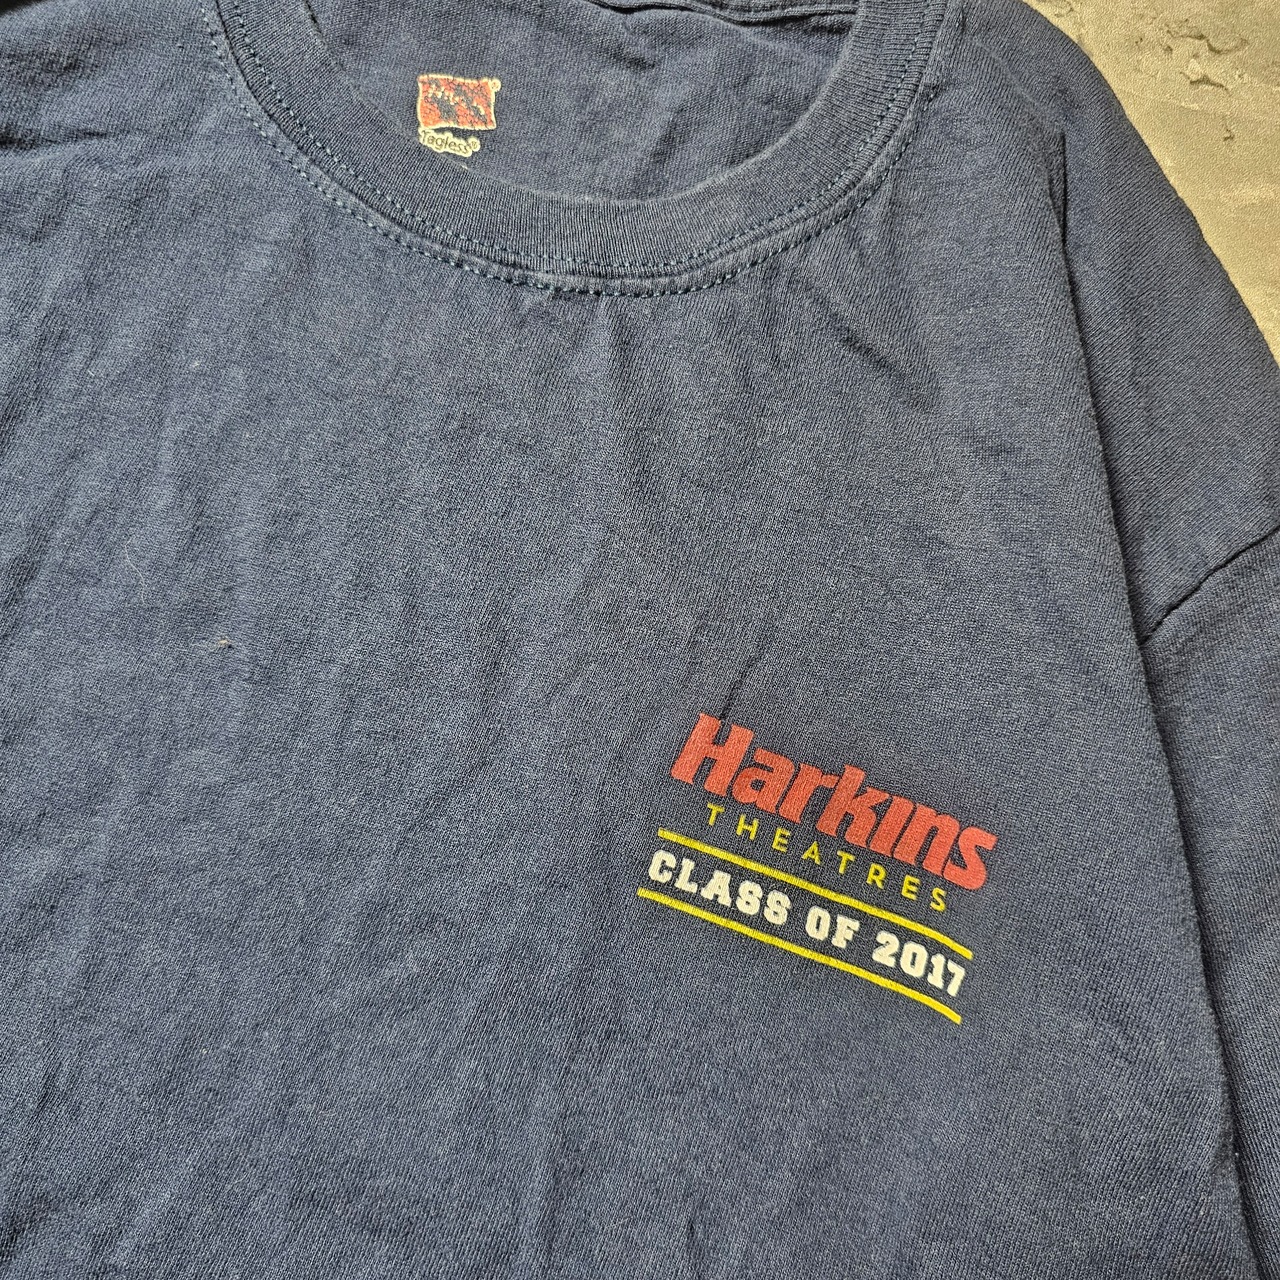 Tagless®
Harkins
THEATRES
CLASS OF 2017